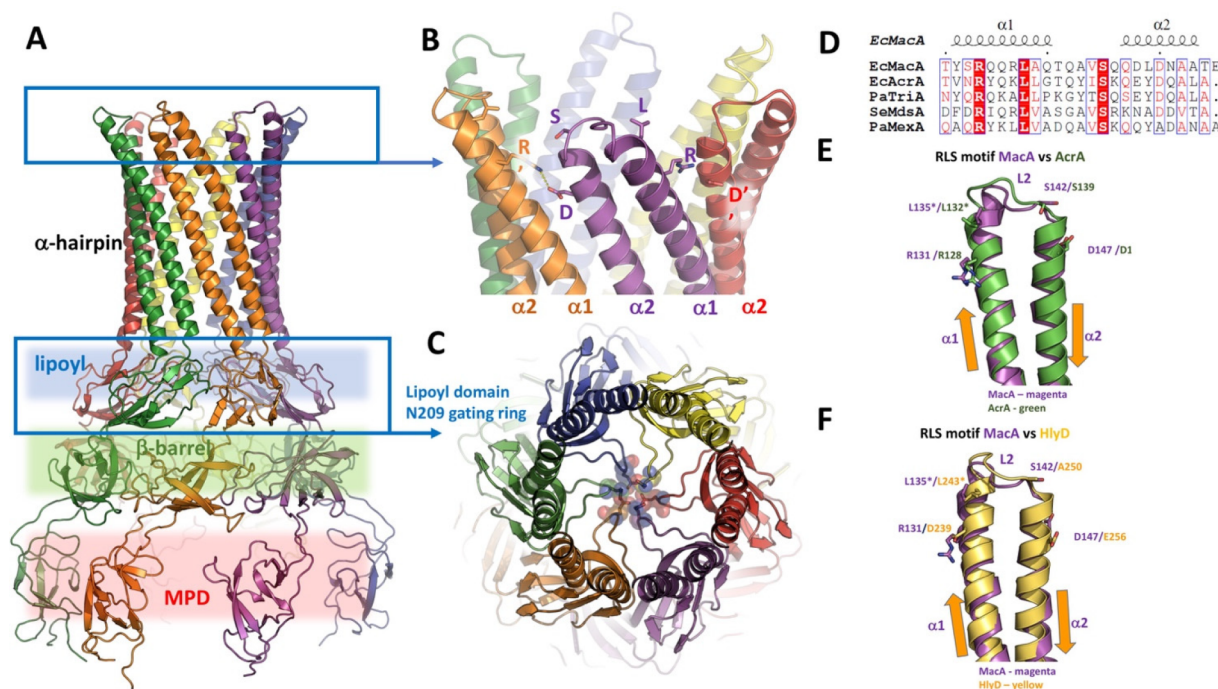 A
α-hairpin
lipoyl
β-barrel
MPD
B
S
L
R
R
D
D'
α2
α1
α2
α1
α2
C
Lipoyl domain
N209 gating ring
D
α1
α2
EcMacA
EcMacA TYSRQQRLAQTQAVSQQDLDNAATE
EcAcrA TVNRYQKLLGTQYISKQEYDQALA.
PaTriA NYQRQKALLPKGYTSQSEYDQALA.
SeMdsA DFDRIQRLVASRSNAISKNDADDVTA.
PaMexA QAQRYKLLVADQAVSKQQYADANA.
E
RLS motif MacA vs AcrA
L2
S142/S139
L135*/L132*
R131 /R128
D147 /D1
α1
α2
MacA – magenta
AcrA - green
F
RLS motif MacA vs HlyD
L2
S142/A250
L135*/L243*
R131/D239
D147/E256
α1
α2
MacA – magenta
HlyD – yellow